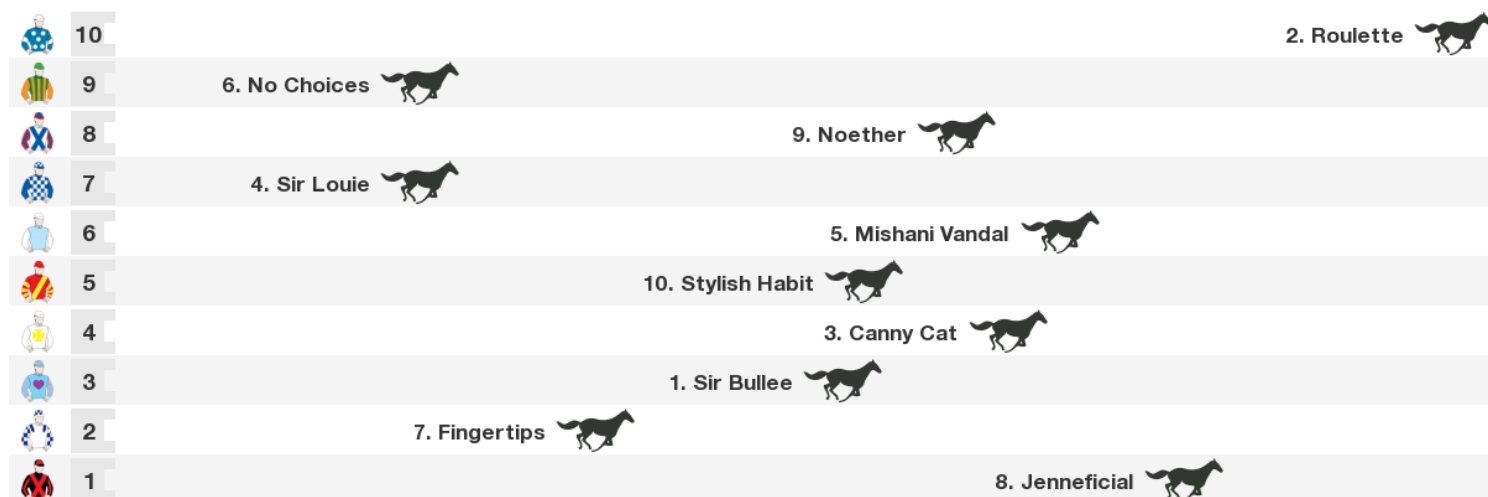 10 2. Roulette
9 6. No Choices
8 9. Noether
7 4. Sir Louie
6 5. Mishani Vandal
5 10. Stylish Habit
4 3. Canny Cat
3 1. Sir Bullee
2 7. Fingertips
1 8. Jenneficial